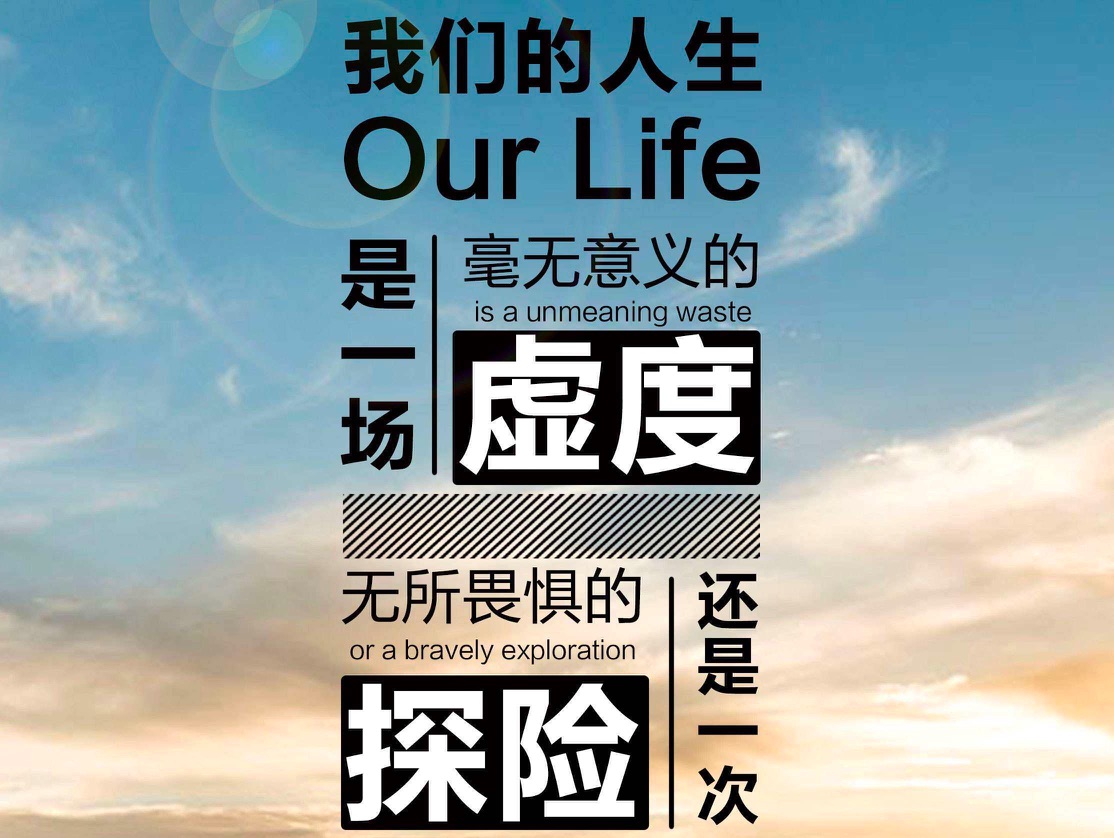 我们的人生
Our Life
是一场
毫无意义的
is a unmeaning waste
虚度
还是一次
无所畏惧的
or a bravely exploration
探险